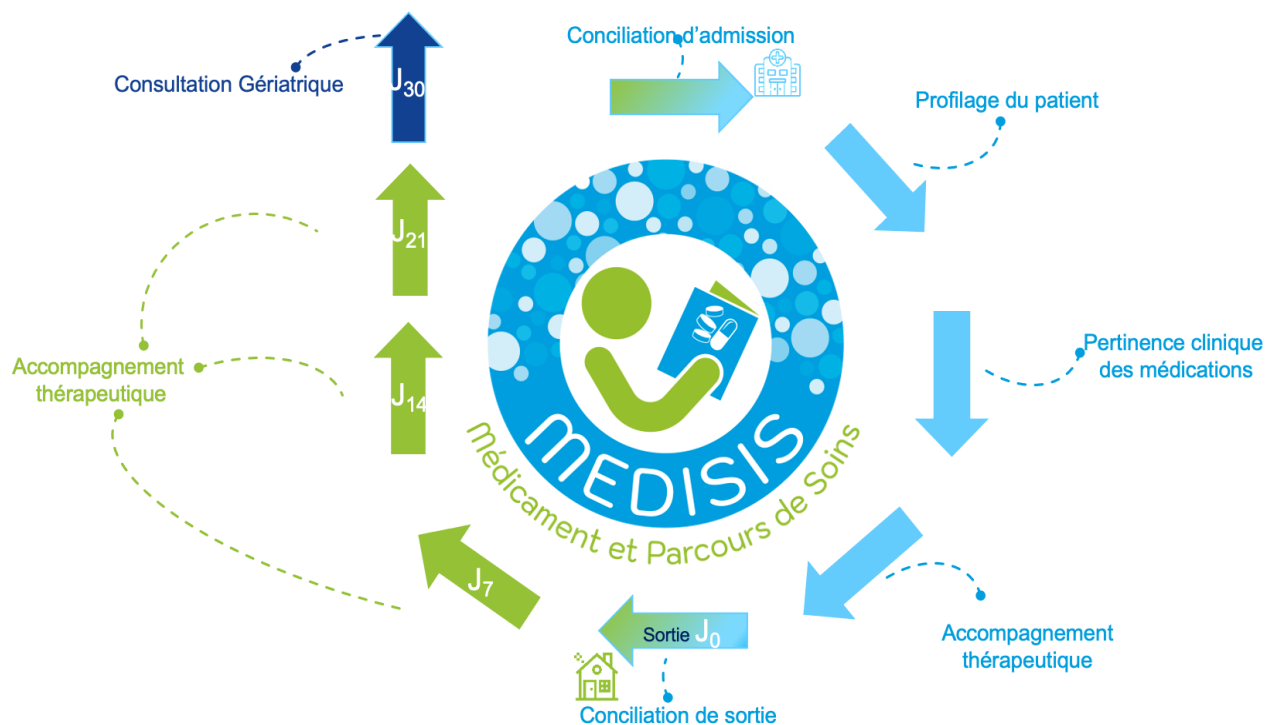 Conciliation d’admission
Consultation Gériatrique
J30
Profilage du patient
J21
Pertinence clinique
des médications
Accompagnement
thérapeutique
J14
MEDISIS
Médicament et Parcours de Soins
J7
Sortie J0
Accompagnement
thérapeutique
Conciliation de sortie